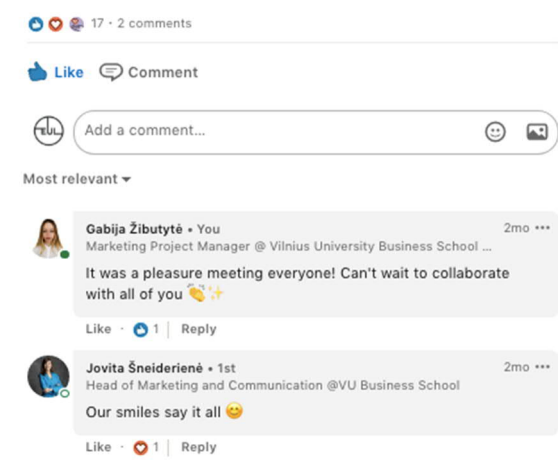 17 · 2 comments
Like Comment
Add a comment...
Most relevant
Gabija Žibutytė • You 2mo
Marketing Project Manager @ Vilnius University Business School ...
It was a pleasure meeting everyone! Can't wait to collaborate
with all of you 👏✨
Like · 1 | Reply
Jovita Šneiderienė • 1st 2mo
Head of Marketing and Communication @VU Business School
Our smiles say it all 😊
Like · 1 | Reply